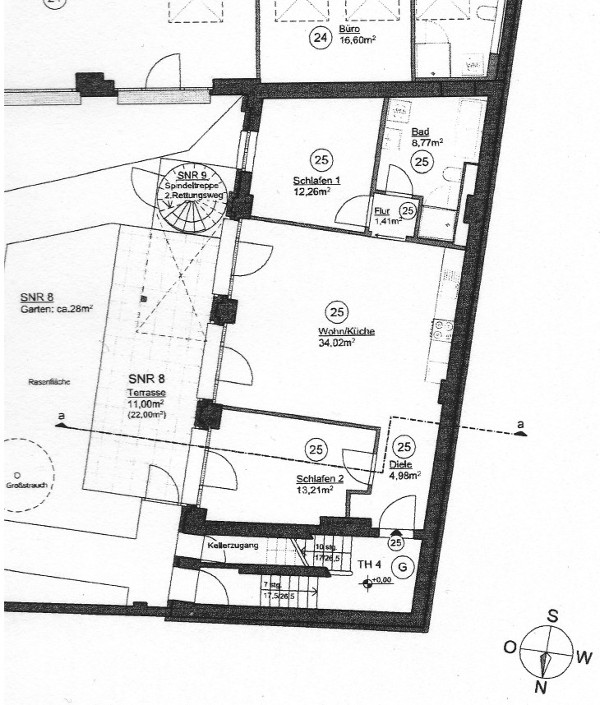 24
24
Büro
16,60m²
Bad
8,77m²
25
25
Schlafen 1
12,26m²
SNR 9
Spindeltreppe
2.Rettungsweg
Flur
1,41m²
25
SNR 8
Garten: ca.28m²
25
Wohn/Küche
34,02m²
Rasenfläche
SNR 8
Terrasse
11,00m²
(22,00m²)
a
a
25
Schlafen 2
13,21m²
25
Diele
4,98m²
Großstrauch
25
Kellerzugang
10 stg.
17/26,5
TH 4
G
±0,00
7 stg.
17,5/26,5
S
O
W
N